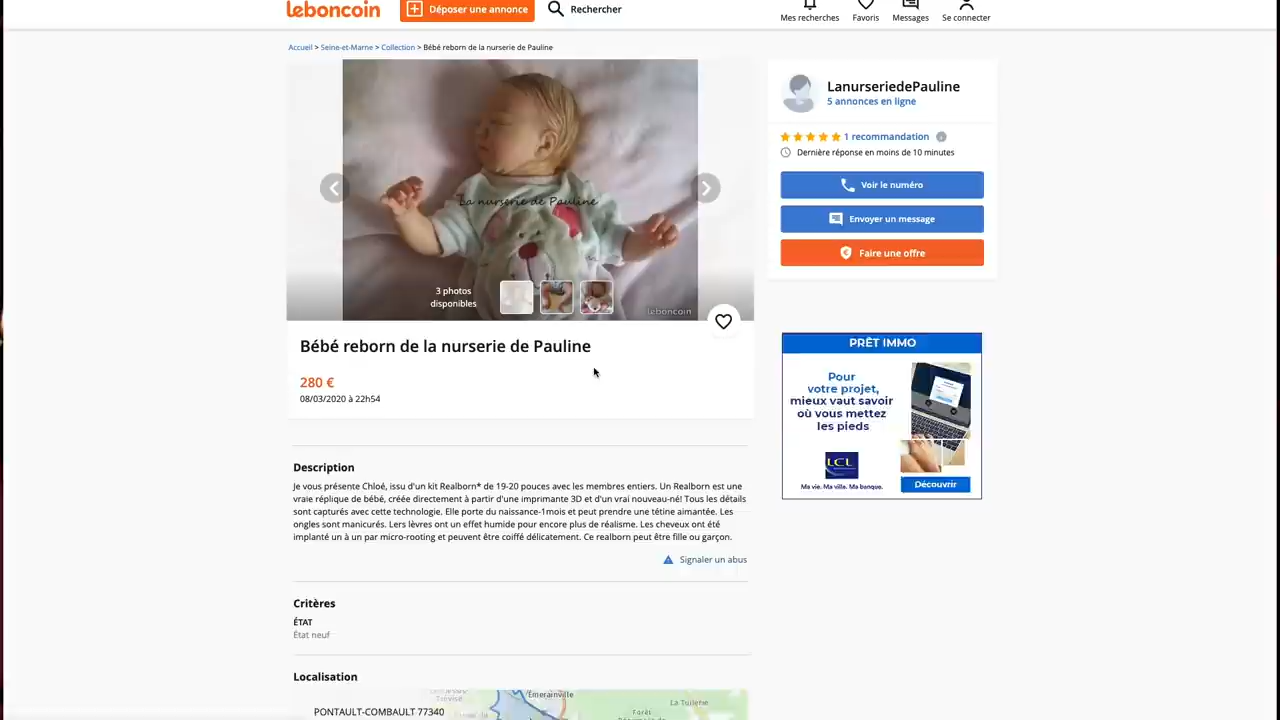 leboncoin
Déposer une annonce
Rechercher
Mes recherches
Favoris
Messages
Se connecter
Accueil > Seine-et-Marne > Collection > Bébé reborn de la nurserie de Pauline
La nurserie de Pauline
3 photos
disponibles
leboncoin
Bébé reborn de la nurserie de Pauline
280 €
08/03/2020 à 22h54
Description
Je vous présente Chloé, issu d'un kit Realborn* de 19-20 pouces avec les membres entiers. Un Realborn est une
vraie réplique de bébé, créée directement à partir d'une imprimante 3D et d'un vrai nouveau-né! Tous les détails
sont capturés avec cette technologie. Elle porte du naissance-1mois et peut prendre une tétine aimantée. Les
ongles sont manicurés. Lers lèvres ont un effet humide pour encore plus de réalisme. Les cheveux ont été
implanté un à un par micro-rooting et peuvent être coiffé délicatement. Ce realborn peut être fille ou garçon.
Signaler un abus
Critères
ÉTAT
État neuf
Localisation
Émerainville
La Tuilerie
Forêt
PONTAULT-COMBAULT 77340
LanurseriedePauline
5 annonces en ligne
1 recommandation
Dernière réponse en moins de 10 minutes
Voir le numéro
Envoyer un message
Faire une offre
PRÊT IMMO
Pour
votre projet,
mieux vaut savoir
où vous mettez
les pieds
LCL
Ma vie. Ma ville. Ma banque.
Découvrir